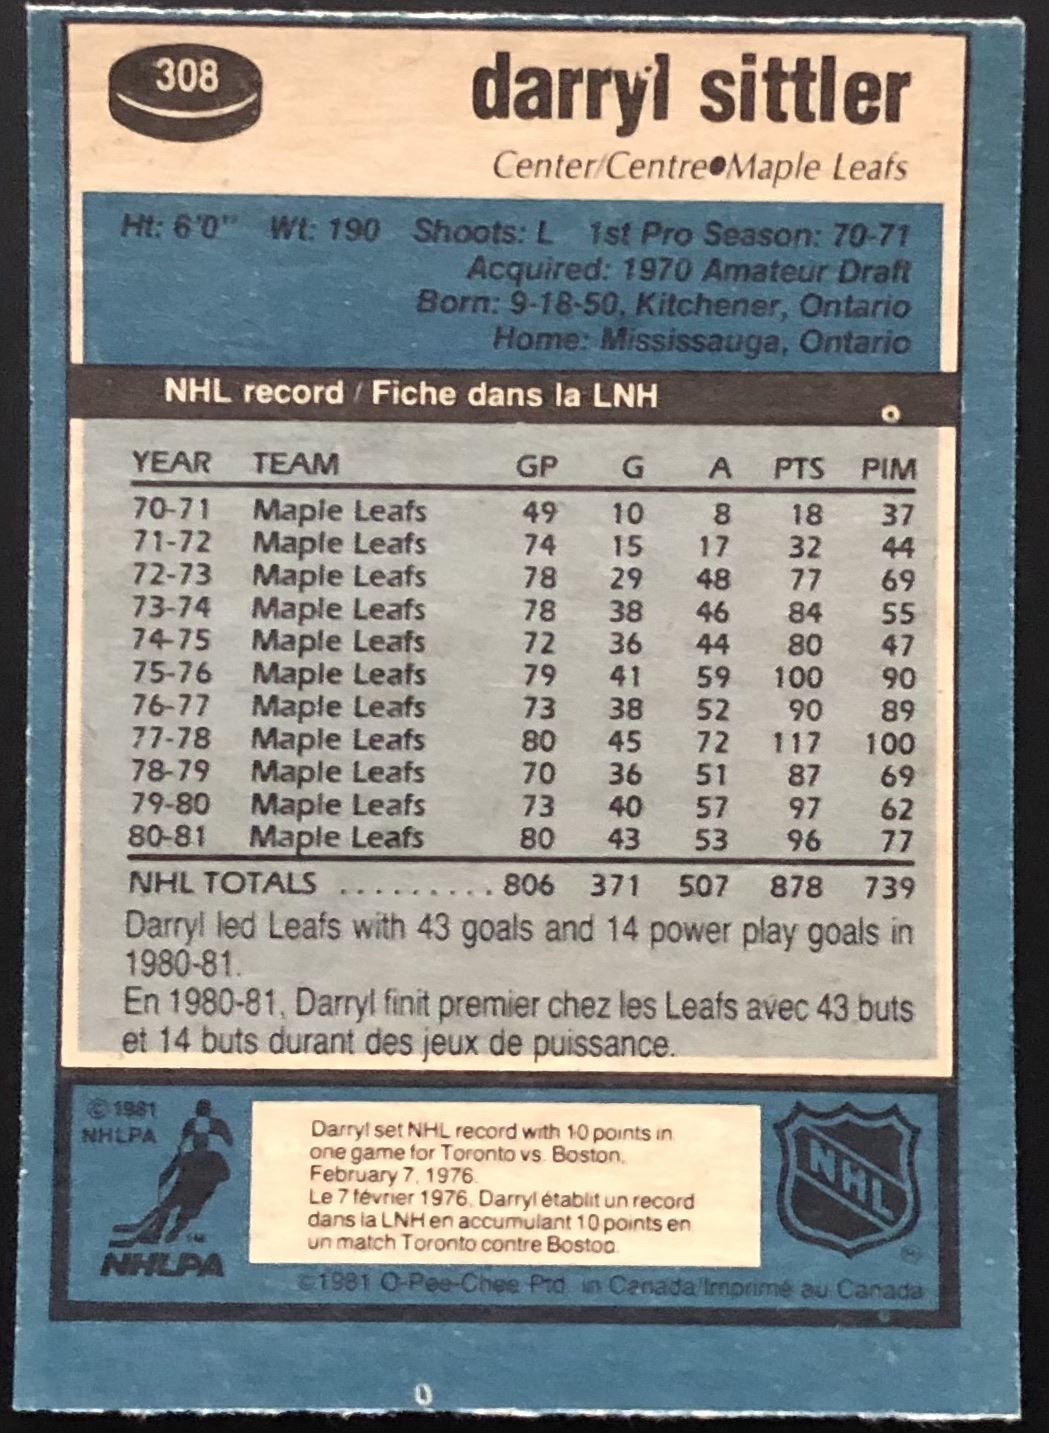 308
darryl sittler
Center/Centre●Maple Leafs
Ht: 6'0" Wt: 190 Shoots: L 1st Pro Season: 70-71
Acquired: 1970 Amateur Draft
Born: 9-18-50, Kitchener, Ontario
Home: Mississauga, Ontario
NHL record / Fiche dans la LNH
YEAR TEAM GP G A PTS PIM
70-71 Maple Leafs 49 10 8 18 37
71-72 Maple Leafs 74 15 17 32 44
72-73 Maple Leafs 78 29 48 77 69
73-74 Maple Leafs 78 38 46 84 55
74-75 Maple Leafs 72 36 44 80 47
75-76 Maple Leafs 79 41 59 100 90
76-77 Maple Leafs 73 38 52 90 89
77-78 Maple Leafs 80 45 72 117 100
78-79 Maple Leafs 70 36 51 87 69
79-80 Maple Leafs 73 40 57 97 62
80-81 Maple Leafs 80 43 53 96 77
NHL TOTALS .......... 806 371 507 878 739
Darryl led Leafs with 43 goals and 14 power play goals in
1980-81.
En 1980-81, Darryl finit premier chez les Leafs avec 43 buts
et 14 buts durant des jeux de puissance.
© 1981
NHLPA
TM
NHLPA
Darryl set NHL record with 10 points in
one game for Toronto vs. Boston,
February 7, 1976.
Le 7 février 1976, Darryl établit un record
dans la LNH en accumulant 10 points en
un match Toronto contre Boston.
NHL
©1981 O-Pee-Chee Ptd. in Canada/Imprimé au Canada